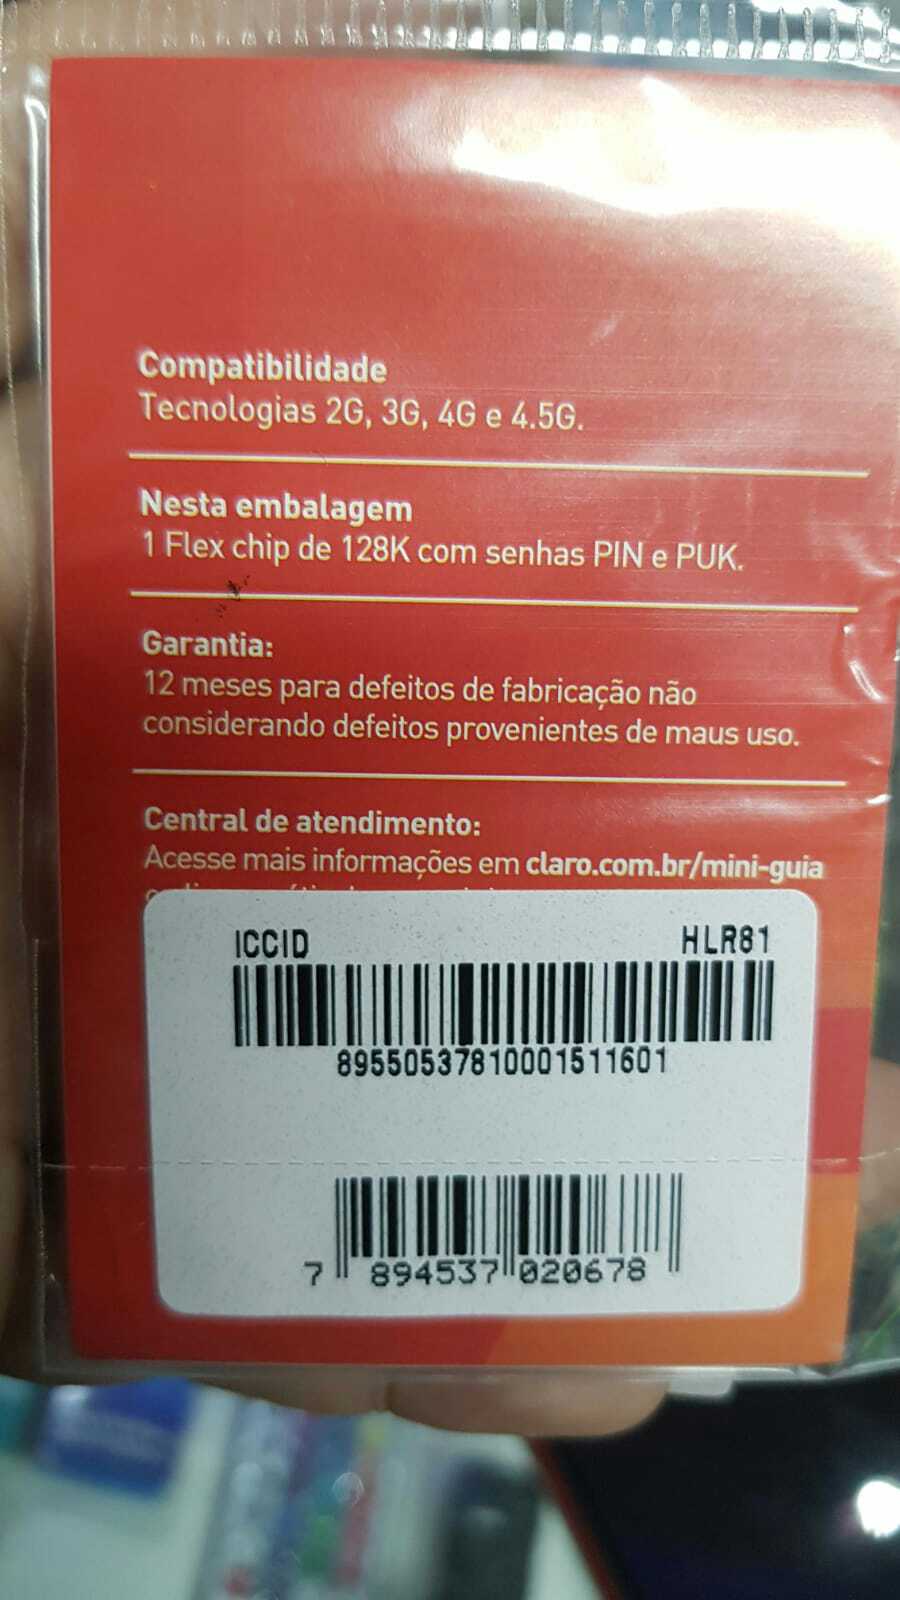 Compatibilidade
Tecnologias 2G, 3G, 4G e 4.5G.
Nesta embalagem
1 Flex chip de 128K com senhas PIN e PUK.
Garantia:
12 meses para defeitos de fabricação não
considerando defeitos provenientes de maus uso.
Central de atendimento:
Acesse mais informações em claro.com.br/mini-guia
ICCID HLR81
89550537810001511601
7 894537 020678